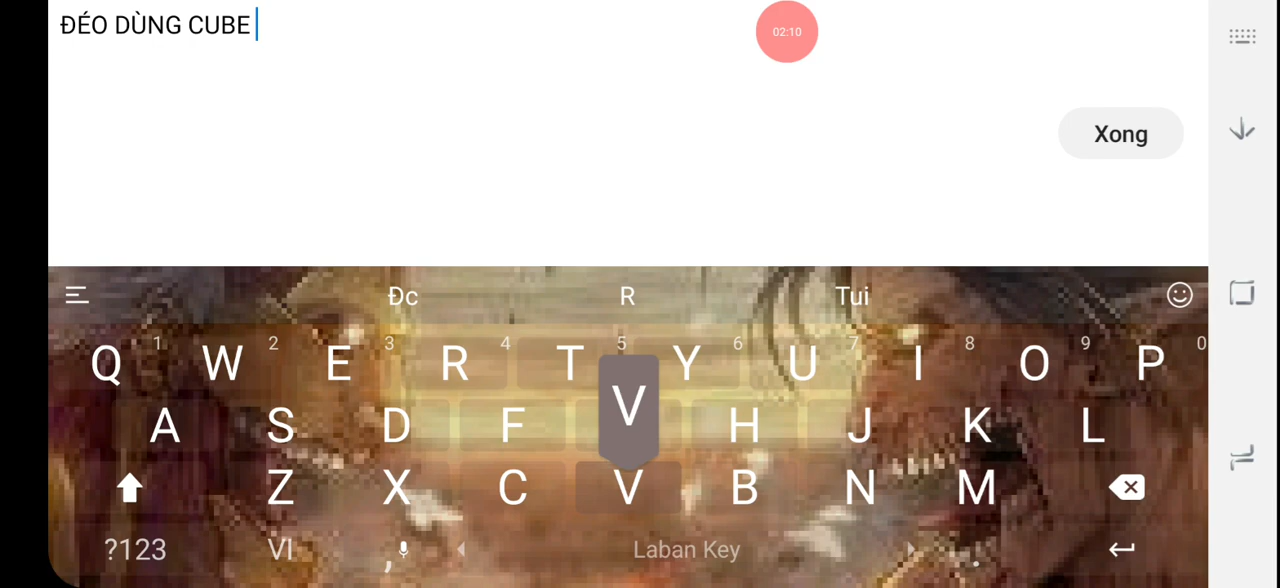 ĐÉO DÙNG CUBE
02:10
Xong
Đc R Tui
1 2 3 4 5 6 7 8 9 0
Q W E R T Y U I O P
V
A S D F H J K L
Z X C V B N M
?123 VI , Laban Key .